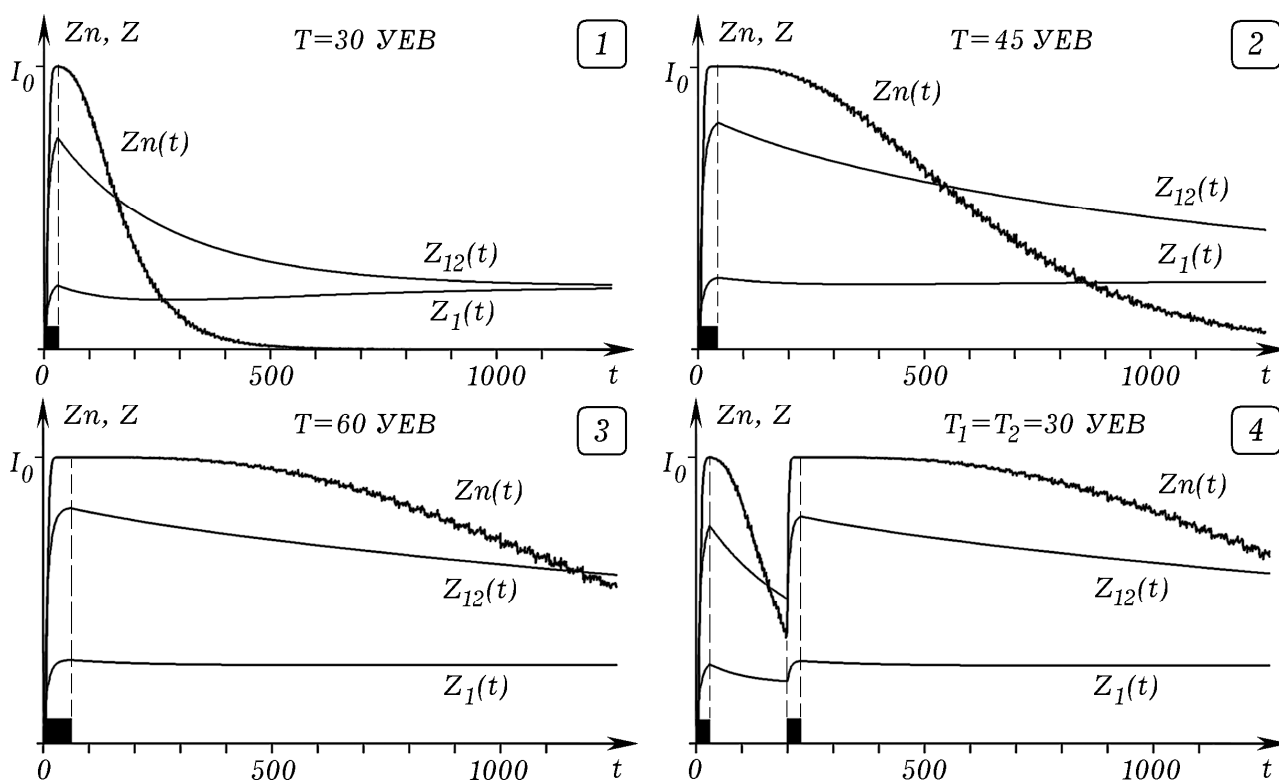 Zn, Z T=30 УЕВ 1
I₀
Zn(t)
Z₁₂(t)
Z₁(t)
0 500 1000 t
Zn, Z T=45 УЕВ 2
I₀
Zn(t)
Z₁₂(t)
Z₁(t)
0 500 1000 t
Zn, Z T=60 УЕВ 3
I₀
Zn(t)
Z₁₂(t)
Z₁(t)
0 500 1000 t
Zn, Z T₁=T₂=30 УЕВ 4
I₀
Zn(t)
Z₁₂(t)
Z₁(t)
0 500 1000 t